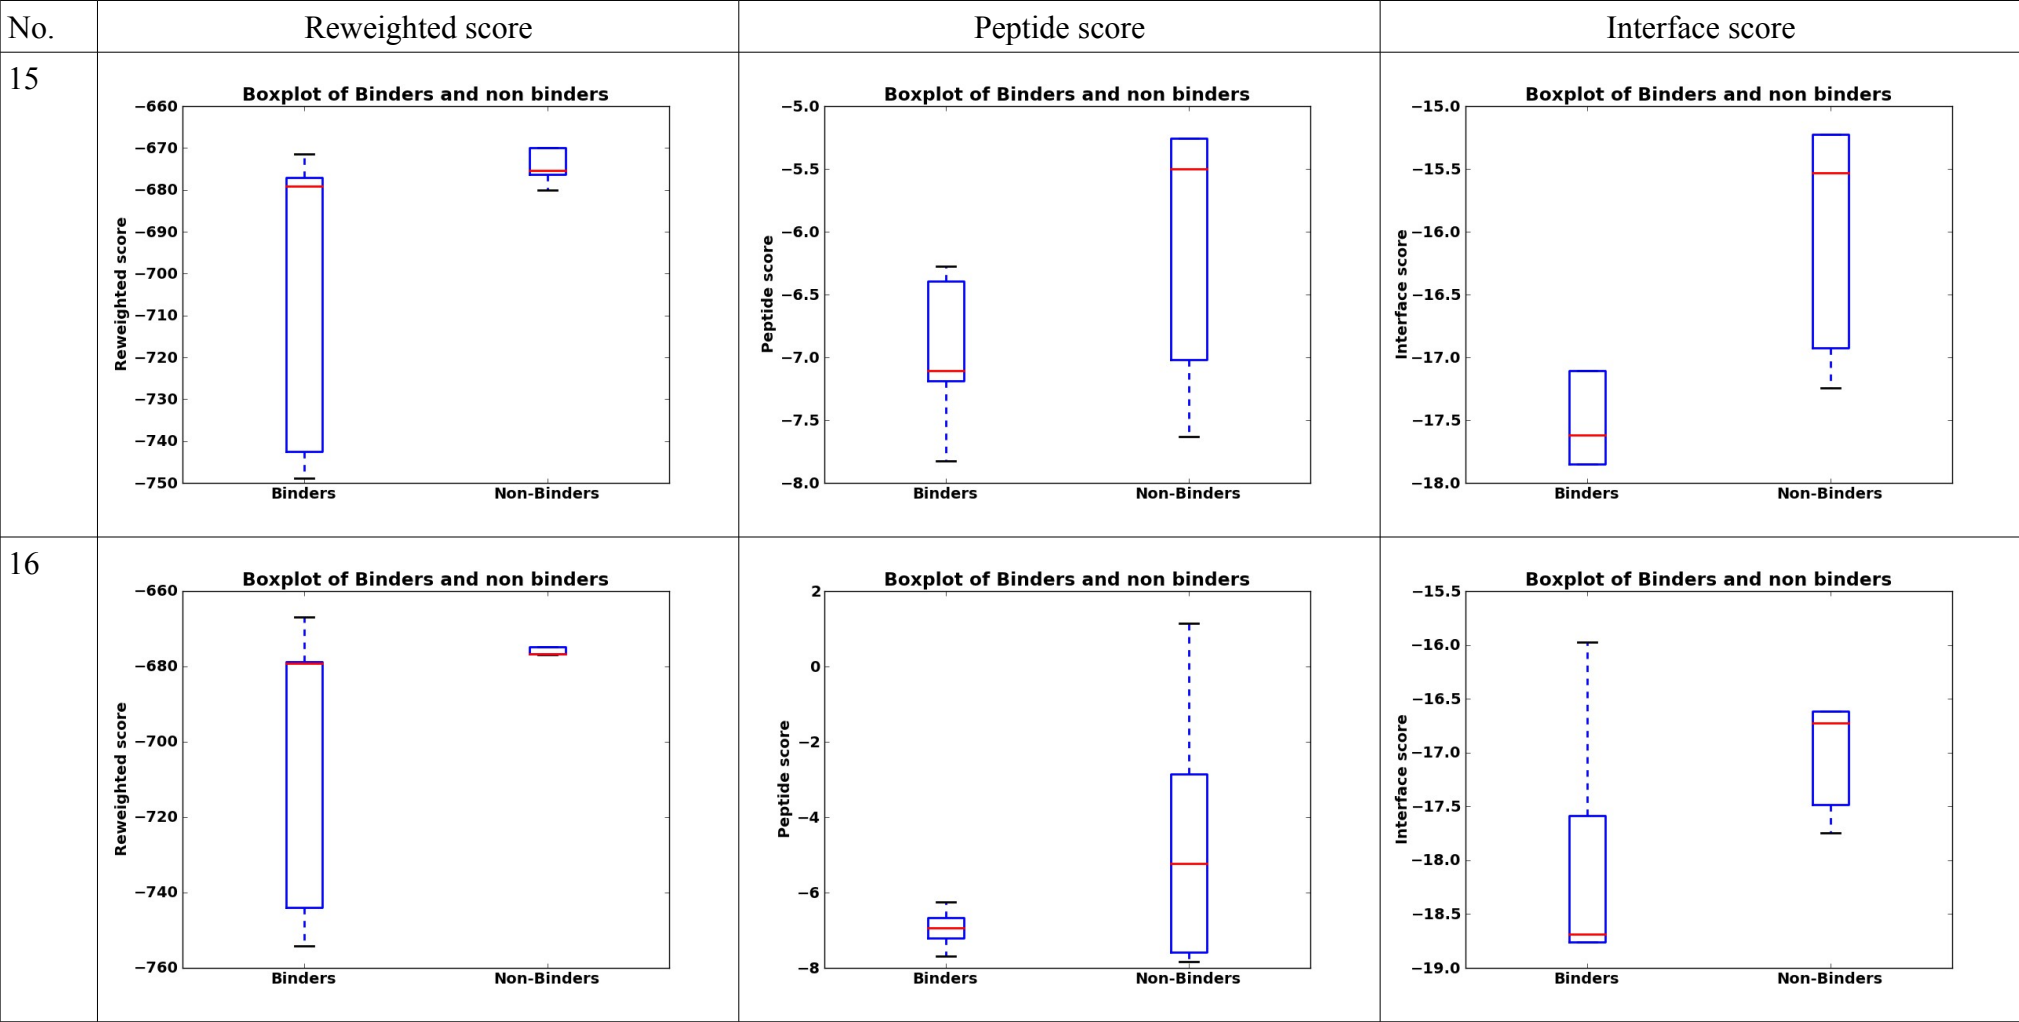 No.
Reweighted score
Peptide score
Interface score
15
Boxplot of Binders and non binders
−660
−670
−680
−690
−700
−710
−720
−730
−740
−750
Reweighted score
Binders
Non-Binders
Boxplot of Binders and non binders
−5.0
−5.5
−6.0
−6.5
−7.0
−7.5
−8.0
Peptide score
Binders
Non-Binders
Boxplot of Binders and non binders
−15.0
−15.5
−16.0
−16.5
−17.0
−17.5
−18.0
Interface score
Binders
Non-Binders
16
Boxplot of Binders and non binders
−660
−680
−700
−720
−740
−760
Reweighted score
Binders
Non-Binders
Boxplot of Binders and non binders
2
0
−2
−4
−6
−8
Peptide score
Binders
Non-Binders
Boxplot of Binders and non binders
−15.5
−16.0
−16.5
−17.0
−17.5
−18.0
−18.5
−19.0
Interface score
Binders
Non-Binders